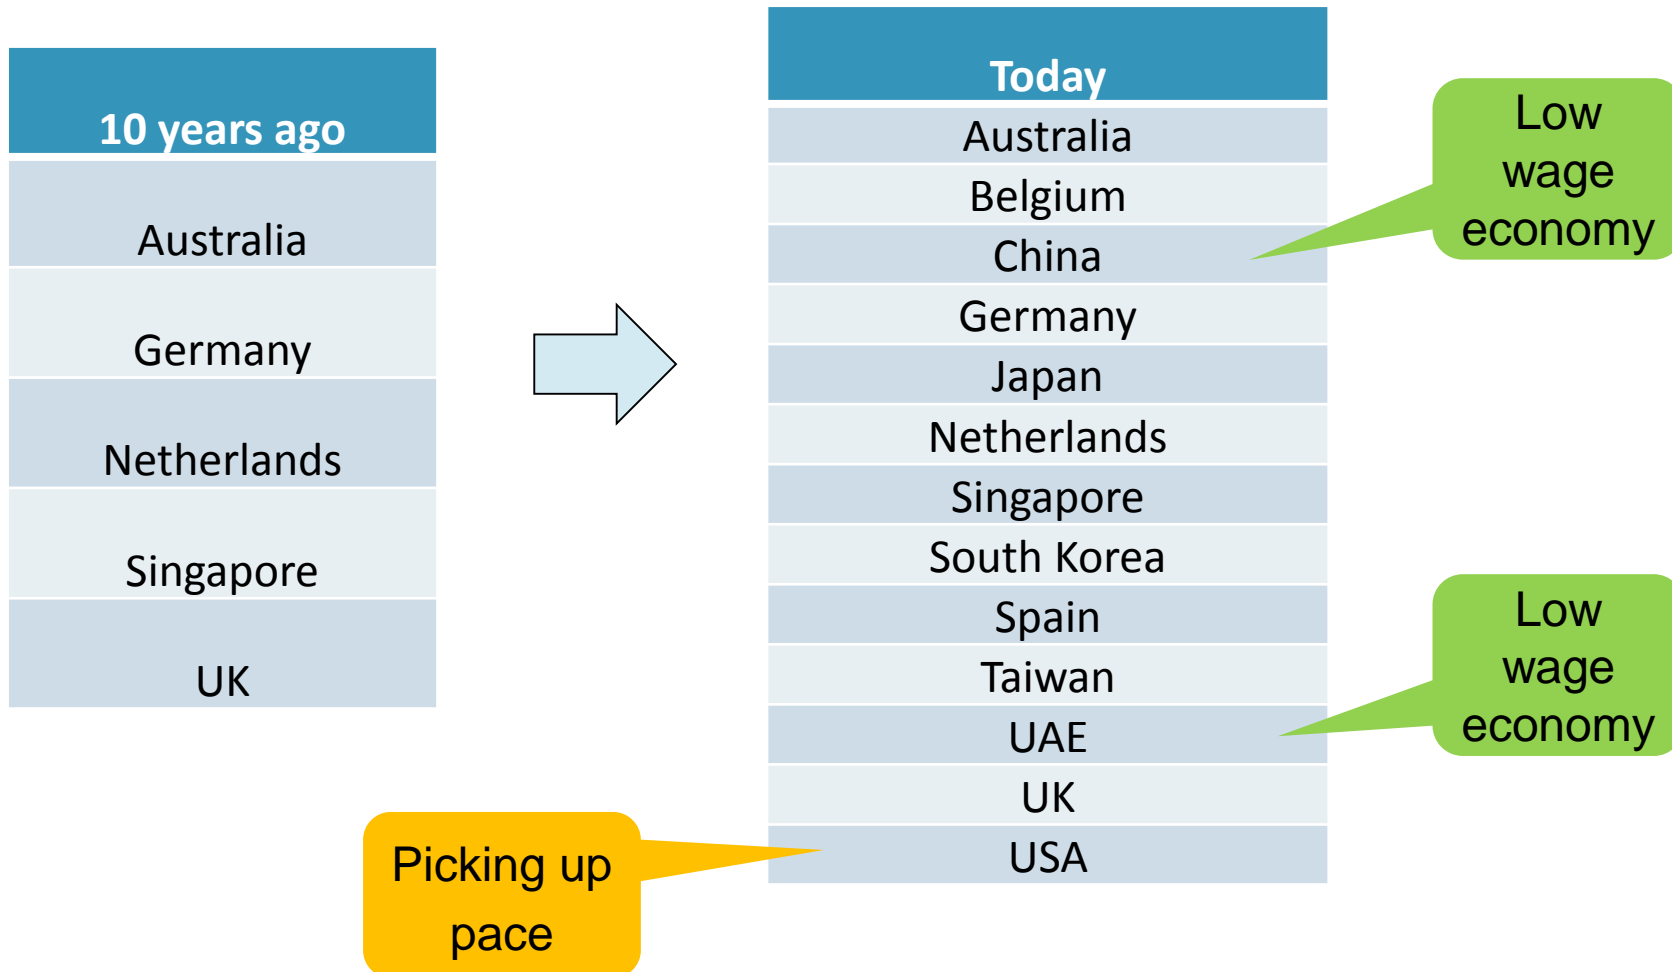 10 years ago
Australia
Germany
Netherlands
Singapore
UK
Today
Australia
Belgium
China
Germany
Japan
Netherlands
Singapore
South Korea
Spain
Taiwan
UAE
UK
USA
Low
wage
economy
Low
wage
economy
Picking up
pace